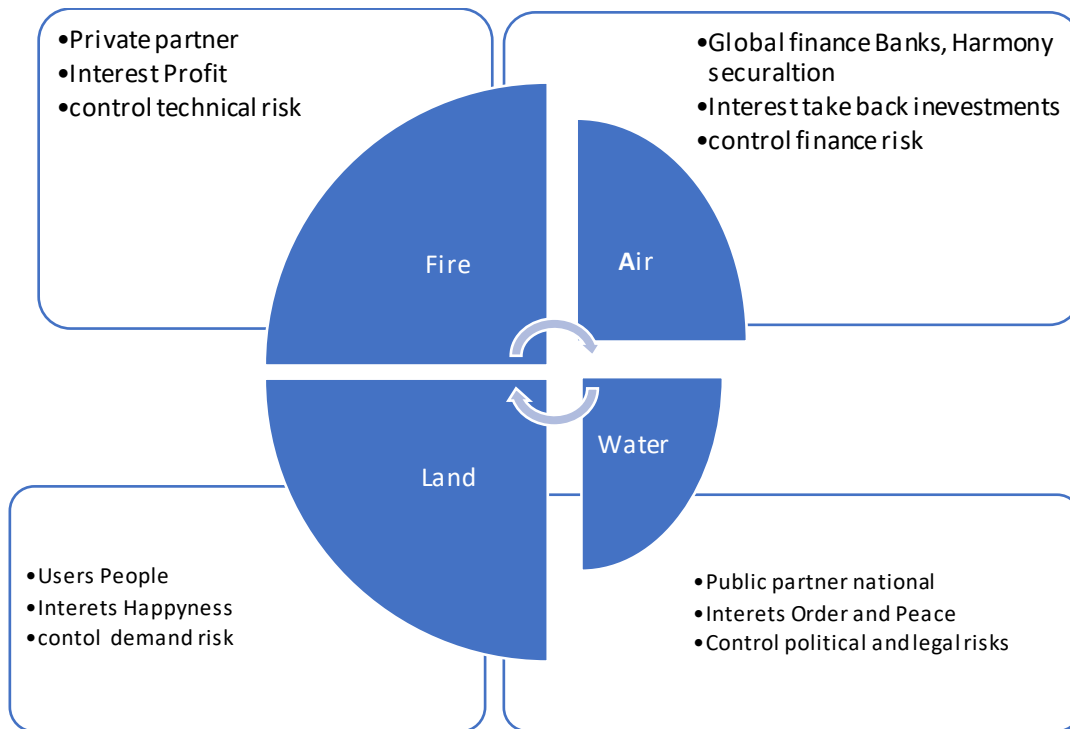 •Private partner
•Interest Profit
•control technical risk
•Global finance Banks, Harmony
securaltion
•Interest take back inevestments
•control finance risk
Fire
Air
Land
Water
•Users People
•Interets Happyness
•contol demand risk
•Public partner national
•Interets Order and Peace
•Control political and legal risks